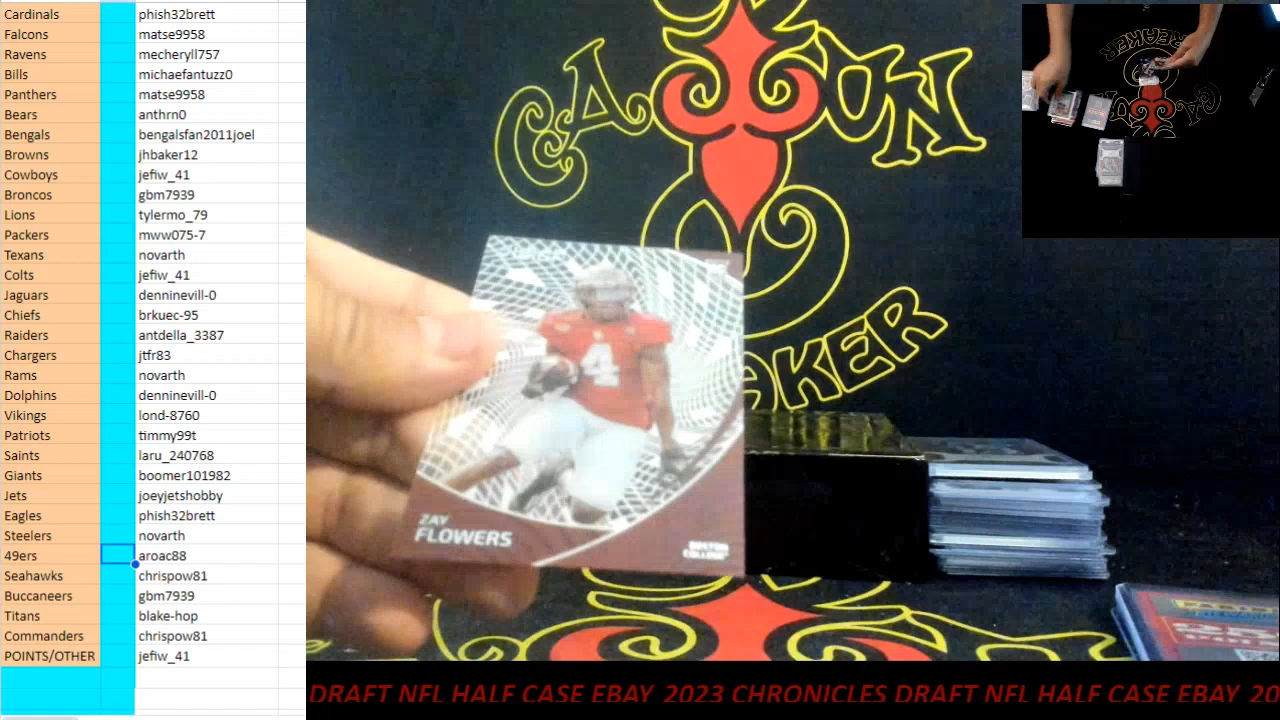 Cardinals phish32brett
Falcons matse9958
Ravens mecheryll757
Bills michaefantuzz0
Panthers matse9958
Bears anthrn0
Bengals bengalsfan2011joel
Browns jhbaker12
Cowboys jefiw_41
Broncos gbm7939
Lions tylermo_79
Packers mww075-7
Texans novarth
Colts jefiw_41
Jaguars denninevill-0
Chiefs brkuec-95
Raiders antdella_3387
Chargers jtfr83
Rams novarth
Dolphins denninevill-0
Vikings lond-8760
Patriots timmy99t
Saints laru_240768
Giants boomer101982
Jets joeyjetshobby
Eagles phish32brett
Steelers novarth
49ers aroac88
Seahawks chrispow81
Buccaneers gbm7939
Titans blake-hop
Commanders chrispow81
POINTS/OTHER jefiw_41
4
ZAY
FLOWERS
BOSTON
COLLEGE
DRAFT NFL HALF CASE EBAY 2023 CHRONICLES DRAFT NFL HALF CASE EBAY 20